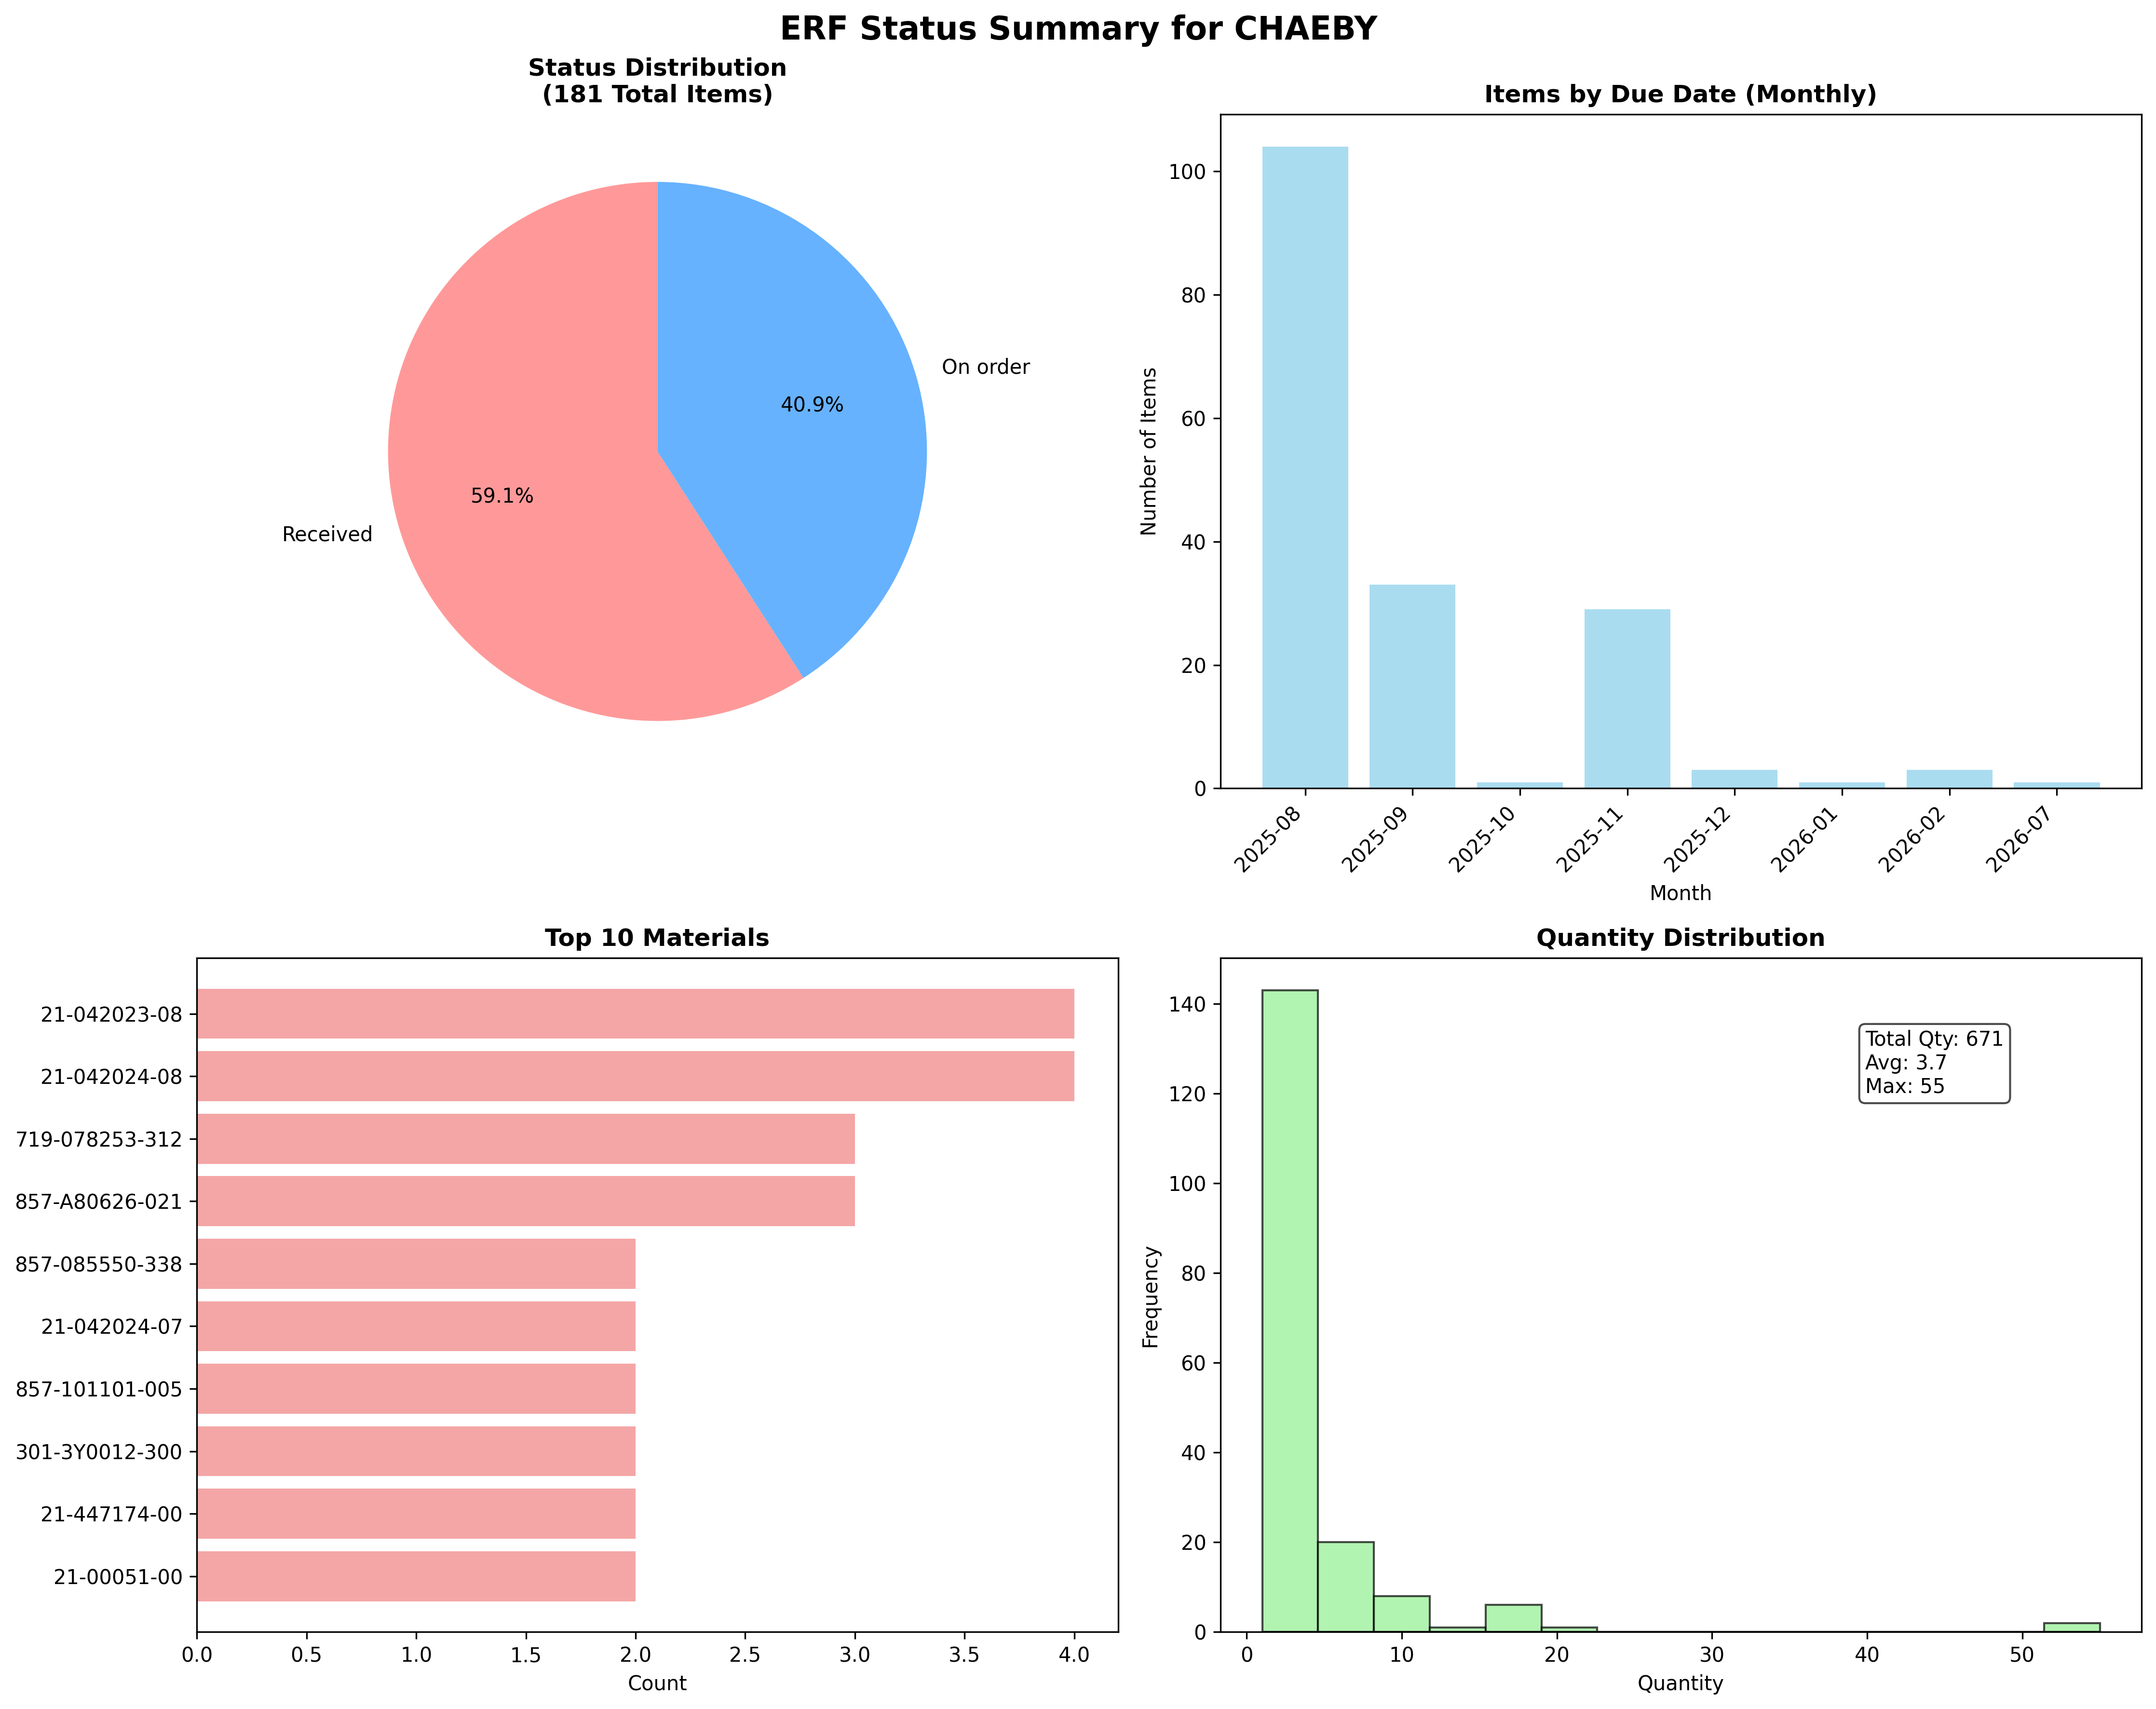 ERF Status Summary for CHAEBY
Status Distribution
(181 Total Items)
On order
40.9%
59.1%
Received
Items by Due Date (Monthly)
Number of Items
100
80
60
40
20
0
2025-08
2025-09
2025-10
2025-11
2025-12
2026-01
2026-02
2026-07
Month
Top 10 Materials
21-042023-08
21-042024-08
719-078253-312
857-A80626-021
857-085550-338
21-042024-07
857-101101-005
301-3Y0012-300
21-447174-00
21-00051-00
0.0 0.5 1.0 1.5 2.0 2.5 3.0 3.5 4.0
Count
Quantity Distribution
Total Qty: 671
Avg: 3.7
Max: 55
Frequency
140
120
100
80
60
40
20
0
0 10 20 30 40 50
Quantity